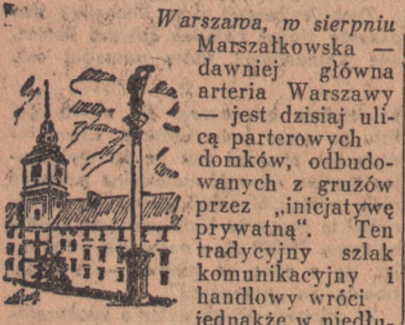 Warszawa, w sierpniu
Marszałkowska —
dawniej główna
arteria Warszawy
— jest dzisiaj uli-
cą parterowych
domków, odbudo-
wanych z gruzów
przez „inicjatywę
prywatną". Ten
tradycyjny szlak
komunikacyjny i
handlowy wróci
jednakże w niedłu-